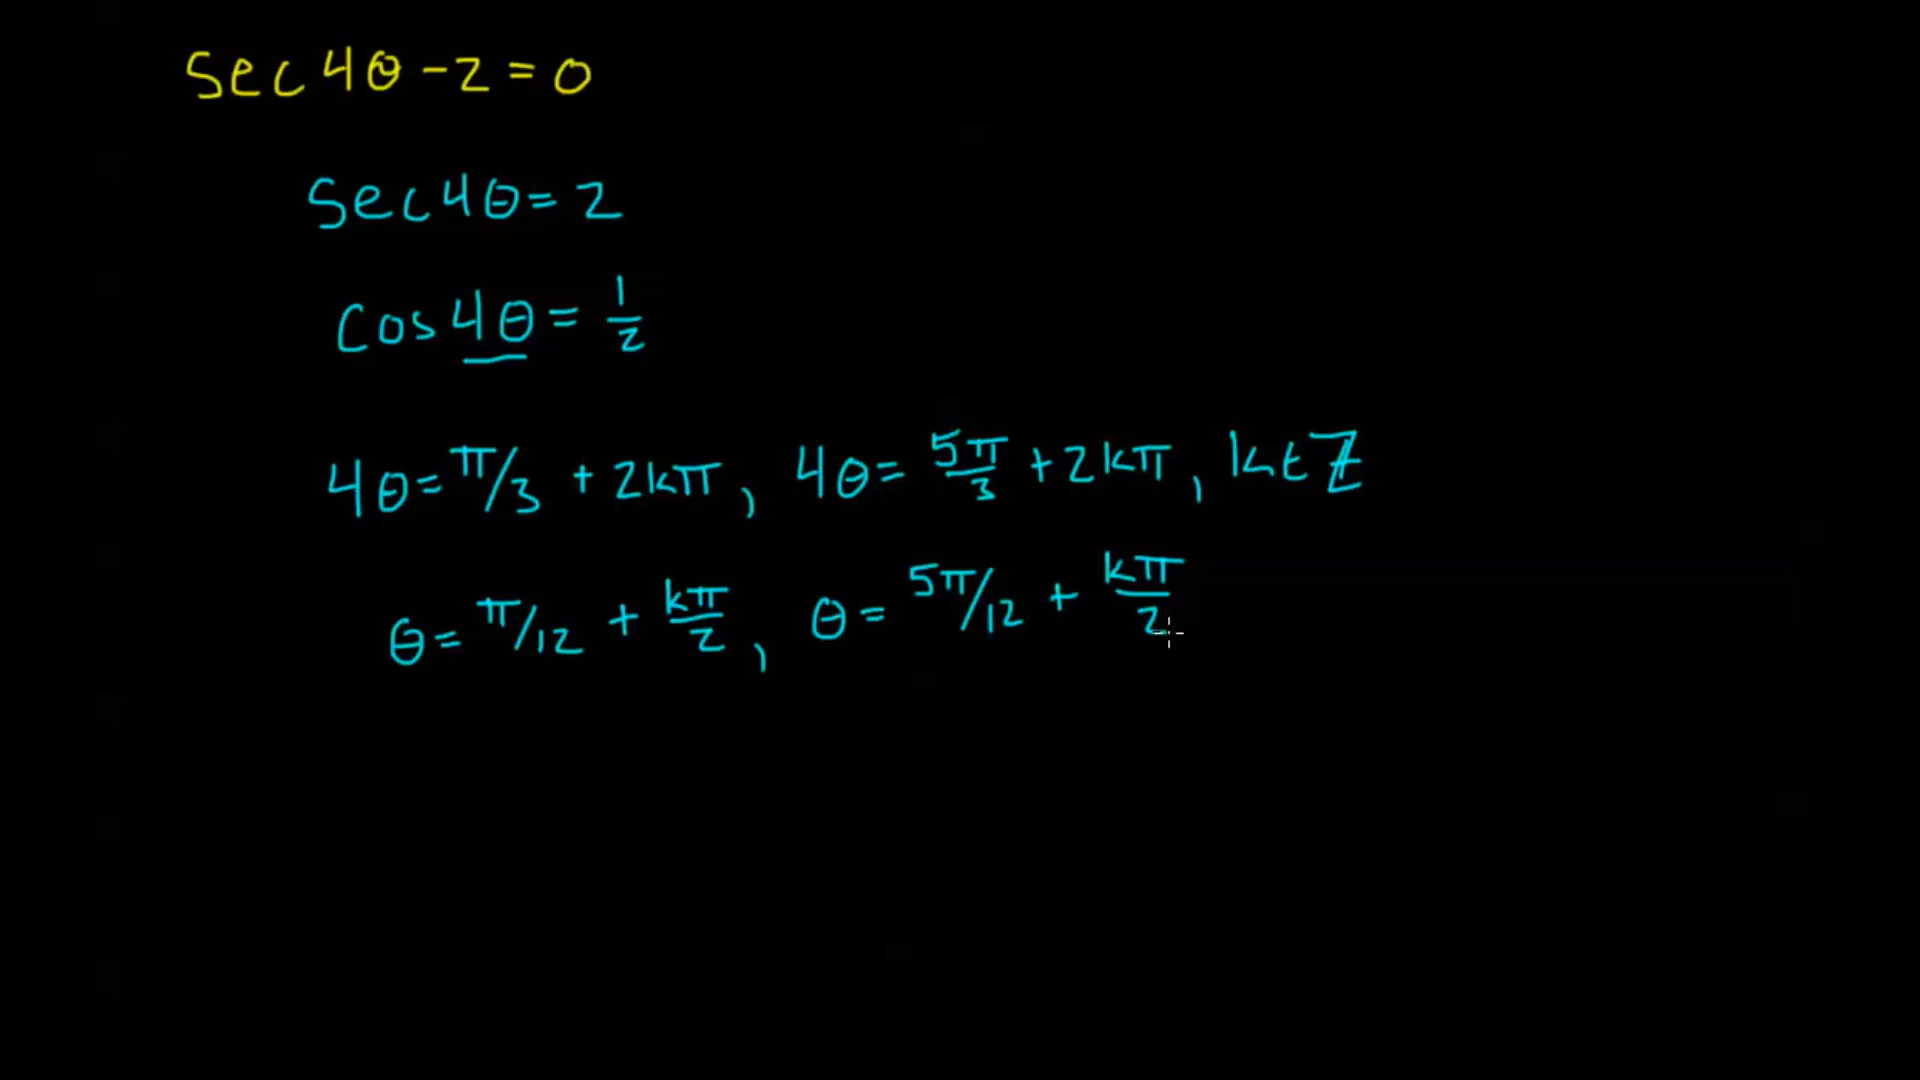 sec4θ-2=0
sec4θ=2
cos4θ=1/2
4θ=π/3+2kπ, 4θ=5π/3+2kπ, k∈Z
θ=π/12+kπ/2, θ=5π/12+kπ/2